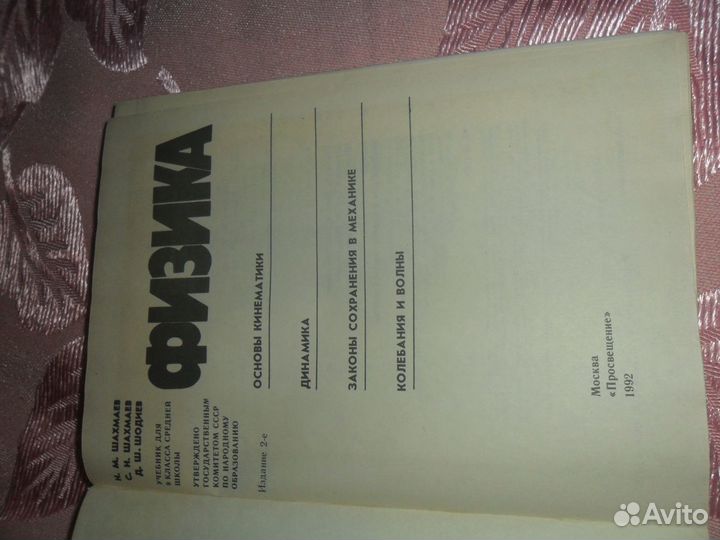 Н. М. ШАХМАЕВ
С. Н. ШАХМАЕВ
Д. Ш. ШОДИЕВ
ФИЗИКА
УЧЕБНИК ДЛЯ
9 КЛАССА СРЕДНЕЙ
ШКОЛЫ
УТВЕРЖДЕНО
ГОСУДАРСТВЕННЫМ
КОМИТЕТОМ СССР
ПО НАРОДНОМУ
ОБРАЗОВАНИЮ
Издание 2-е
ОСНОВЫ КИНЕМАТИКИ
ДИНАМИКА
ЗАКОНЫ СОХРАНЕНИЯ В МЕХАНИКЕ
КОЛЕБАНИЯ И ВОЛНЫ
Москва
«Просвещение»
1992
Avito